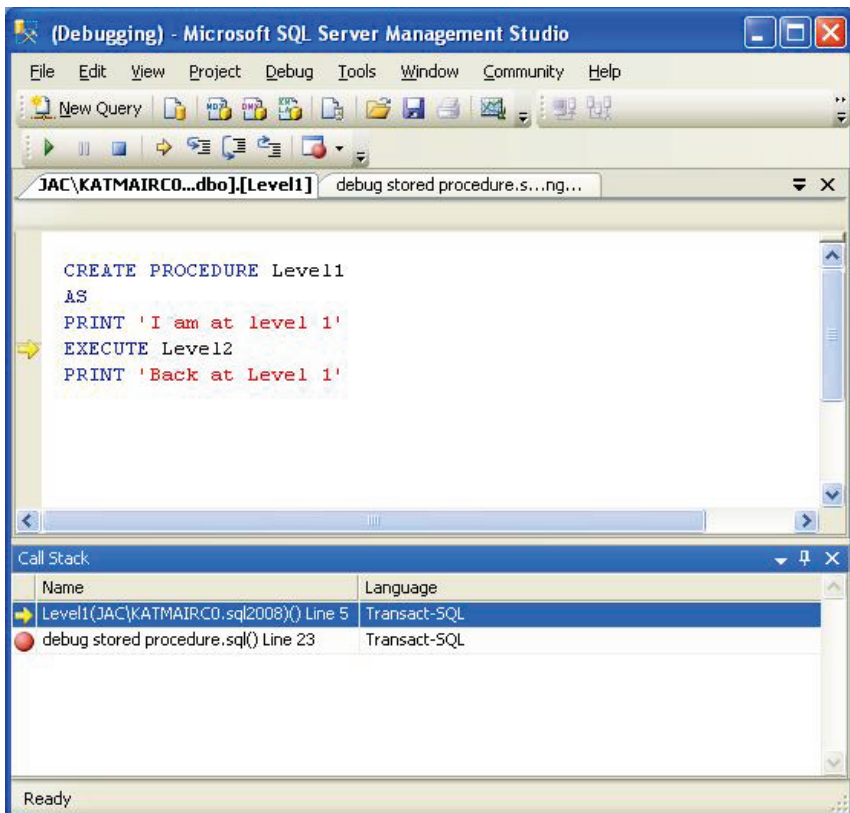 (Debugging) - Microsoft SQL Server Management Studio
File Edit View Project Debug Tools Window Community Help
New Query
JAC\KATMAIRC0...dbo].[Level1] debug stored procedure.s...ng...
CREATE PROCEDURE Level1
AS
PRINT 'I am at level 1'
EXECUTE Level2
PRINT 'Back at Level 1'
Call Stack
Name Language
Level1(JAC\KATMAIRC0.sql2008)() Line 5 Transact-SQL
debug stored procedure.sql() Line 23 Transact-SQL
Ready